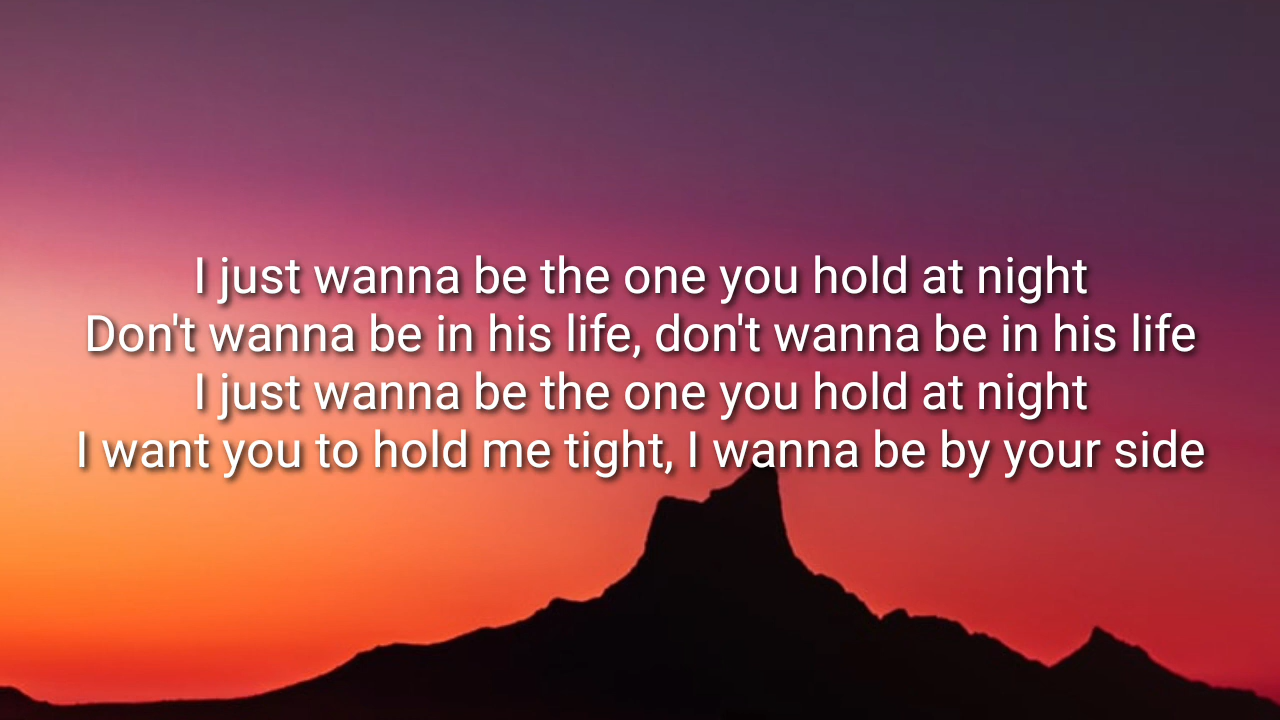 I just wanna be the one you hold at night
Don't wanna be in his life, don't wanna be in his life
I just wanna be the one you hold at night
I want you to hold me tight, I wanna be by your side